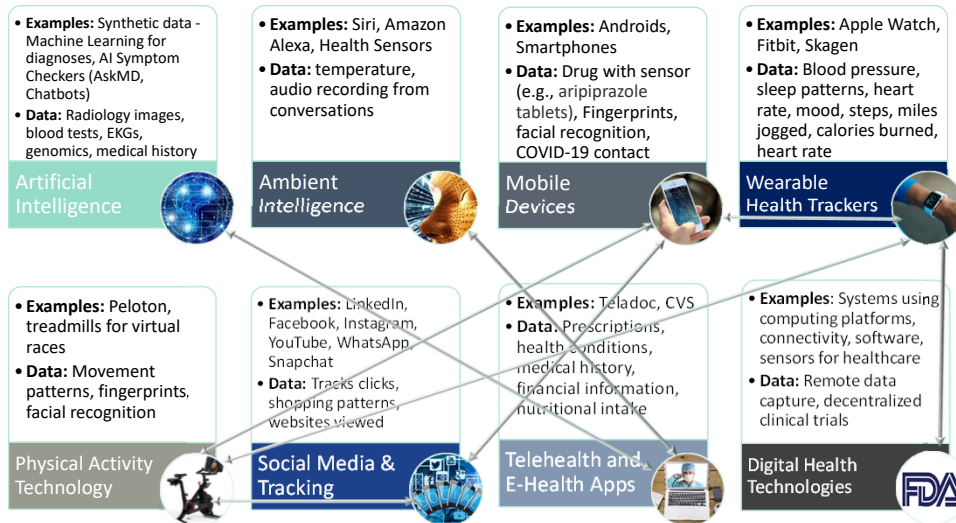 • Examples: Synthetic data -
Machine Learning for
diagnoses, AI Symptom
Checkers (AskMD,
Chatbots)
• Data: Radiology images,
blood tests, EKGs,
genomics, medical history
Artificial
Intelligence
• Examples: Siri, Amazon
Alexa, Health Sensors
• Data: temperature,
audio recording from
conversations
Ambient
Intelligence
• Examples: Androids,
Smartphones
• Data: Drug with sensor
(e.g., aripiprazole
tablets), Fingerprints,
facial recognition,
COVID-19 contact
Mobile
Devices
• Examples: Apple Watch,
Fitbit, Skagen
• Data: Blood pressure,
sleep patterns, heart
rate, mood, steps, miles
jogged, calories burned,
heart rate
Wearable
Health Trackers
• Examples: Peloton,
treadmills for virtual
races
• Data: Movement
patterns, fingerprints,
facial recognition
Physical Activity
Technology
• Examples: LinkedIn,
Facebook, Instagram,
YouTube, WhatsApp,
Snapchat
• Data: Tracks clicks,
shopping patterns,
websites viewed
Social Media &
Tracking
• Examples: Teladoc, CVS
• Data: Prescriptions,
health conditions,
medical history,
financial information,
nutritional intake
Telehealth and
E-Health Apps
• Examples: Systems using
computing platforms,
connectivity, software,
sensors for healthcare
• Data: Remote data
capture, decentralized
clinical trials
Digital Health
Technologies
FDA